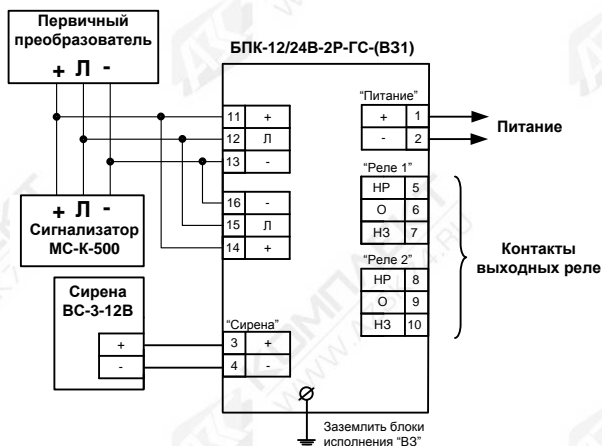 Первичный
преобразователь
+ Л -
БПК-12/24В-2Р-ГС-(ВЗ1)
"Питание"
+ 1
- 2
Питание
11 +
12 Л
13 -
16 -
15 Л
14 +
+ Л -
Сигнализатор
МС-К-500
"Реле 1"
НР 5
О 6
НЗ 7
"Реле 2"
НР 8
О 9
НЗ 10
Контакты
выходных реле
Сирена
ВС-3-12В
+
-
"Сирена"
3 +
4 -
Заземлить блоки
исполнения "ВЗ"